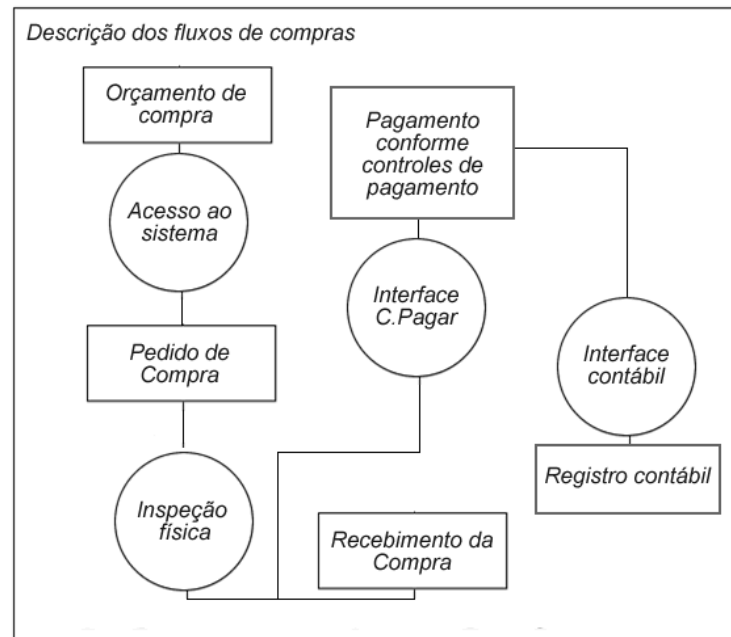 Descrição dos fluxos de compras
Orçamento de
compra
Acesso ao
sistema
Pedido de
Compra
Inspeção
física
Recebimento da
Compra
Interface
C.Pagar
Pagamento
conforme
controles de
pagamento
Interface
contábil
Registro contábil